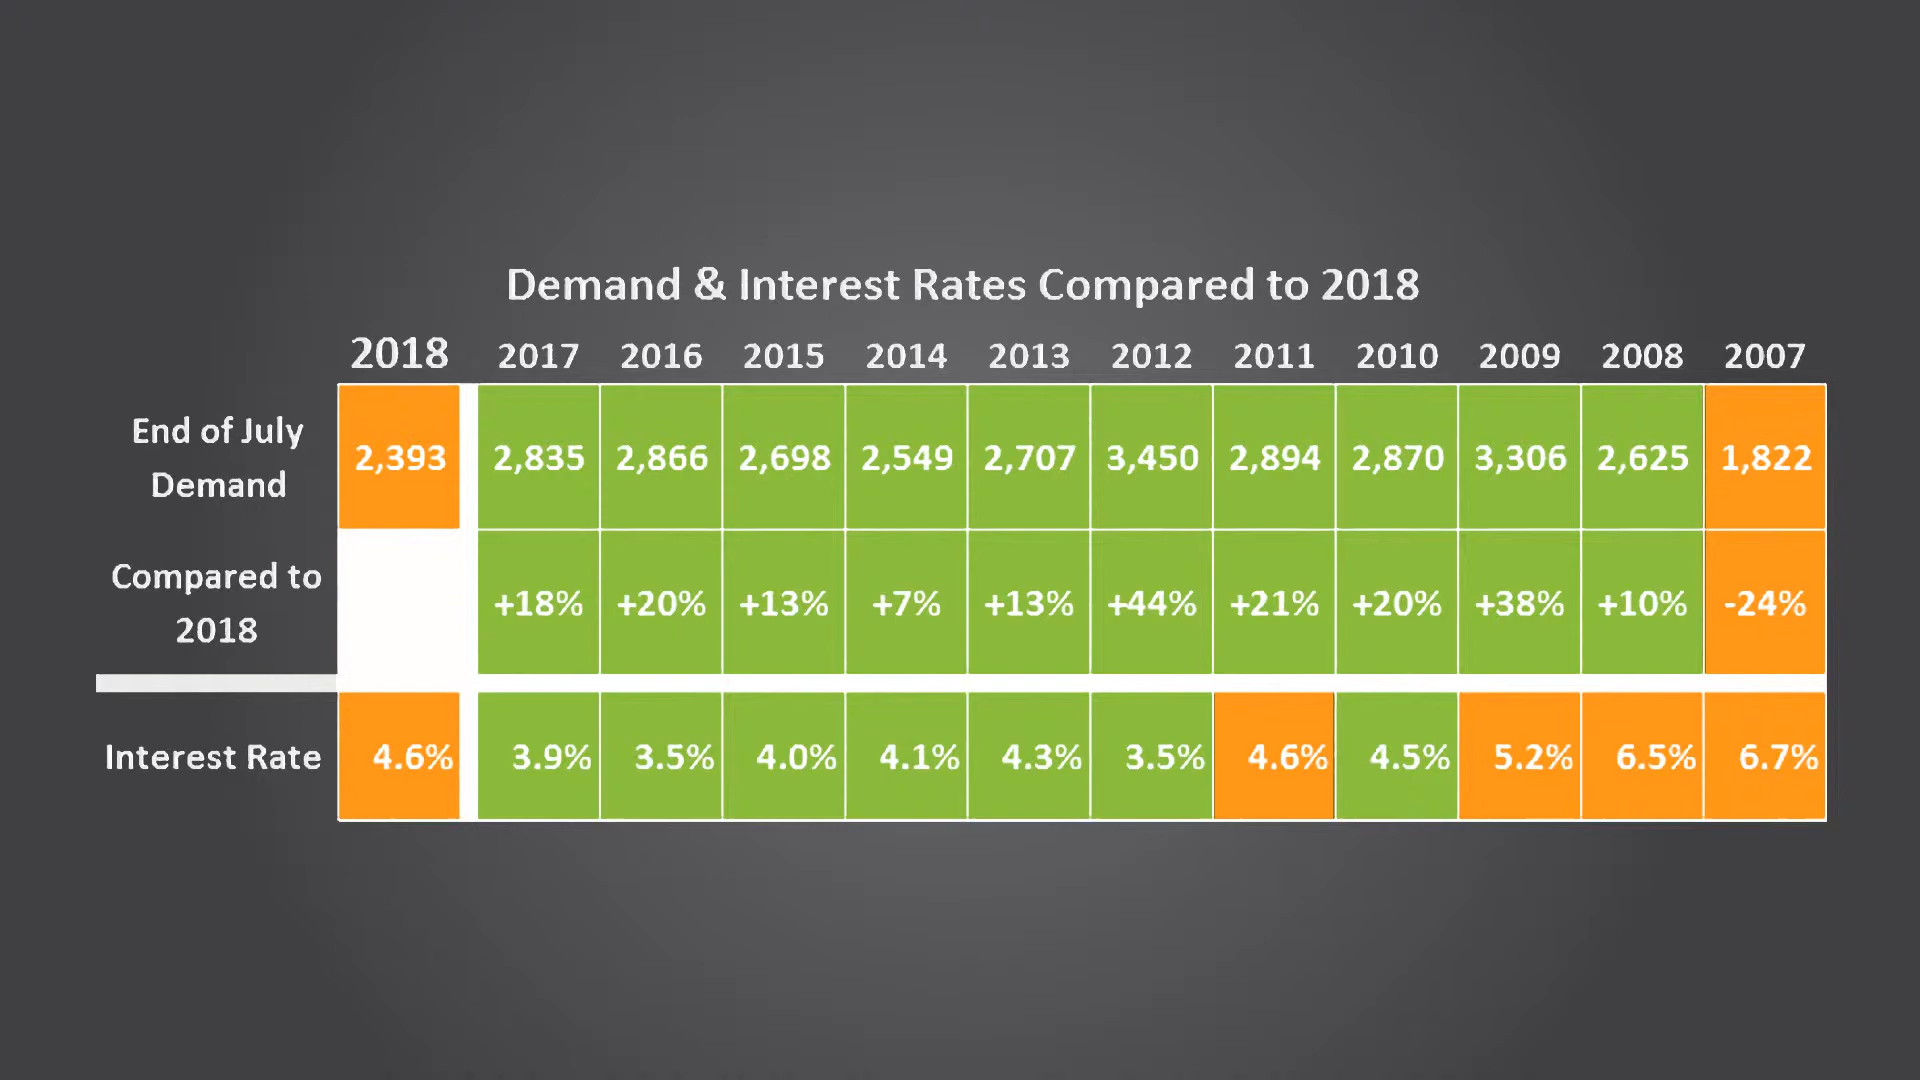 Demand & Interest Rates Compared to 2018
2018 2017 2016 2015 2014 2013 2012 2011 2010 2009 2008 2007
End of July
Demand
2,393 2,835 2,866 2,698 2,549 2,707 3,450 2,894 2,870 3,306 2,625 1,822
Compared to
2018
+18% +20% +13% +7% +13% +44% +21% +20% +38% +10% -24%
Interest Rate 4.6% 3.9% 3.5% 4.0% 4.1% 4.3% 3.5% 4.6% 4.5% 5.2% 6.5% 6.7%